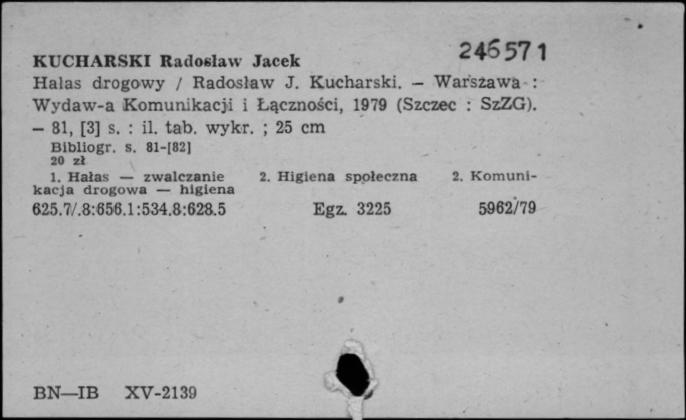 246571
KUCHARSKI Radosław Jacek
Halas drogowy / Radosław J. Kucharski. — Warszawa :
Wydaw-a Komunikacji i Łączności, 1979 (Szczec : SzZG).
— 81, [3] s. : il. tab. wykr. ; 25 cm
Bibliogr. s. 81-[82]
20 zł
1. Hałas — zwalczanie 2. Higiena społeczna 2. Komuni-
kacja drogowa — higiena
625.7/.8:656.1:534.8:628.5 Egz. 3225 5962/79
BN—IB XV-2139